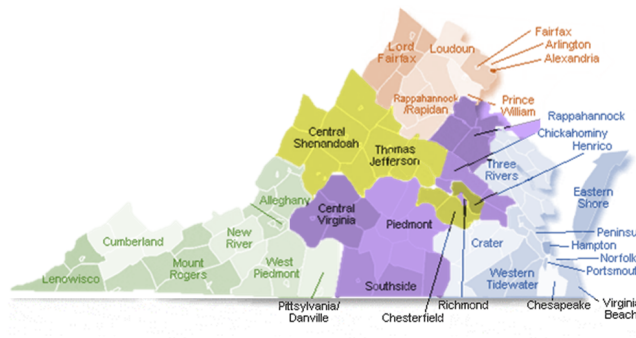 Fairfax
Arlington
Alexandria
Lord
Fairfax
Loudoun
Rappahannock
/Rapidan
Prince
William
Rappahannock
Chickahominy
Henrico
Central
Shenandoah
Thomas
Jefferson
Three
Rivers
Eastern
Shore
Alleghany
Central
Virginia
Piedmont
Crater
Peninsu
Hampton
Norfolk
Portsmout
Cumberland
New
River
Mount
Rogers
West
Piedmont
Lenowisco
Western
Tidewater
Southside
Pittsylvania/
Danville
Chesterfield
Richmond
Chesapeake
Virginia
Beach